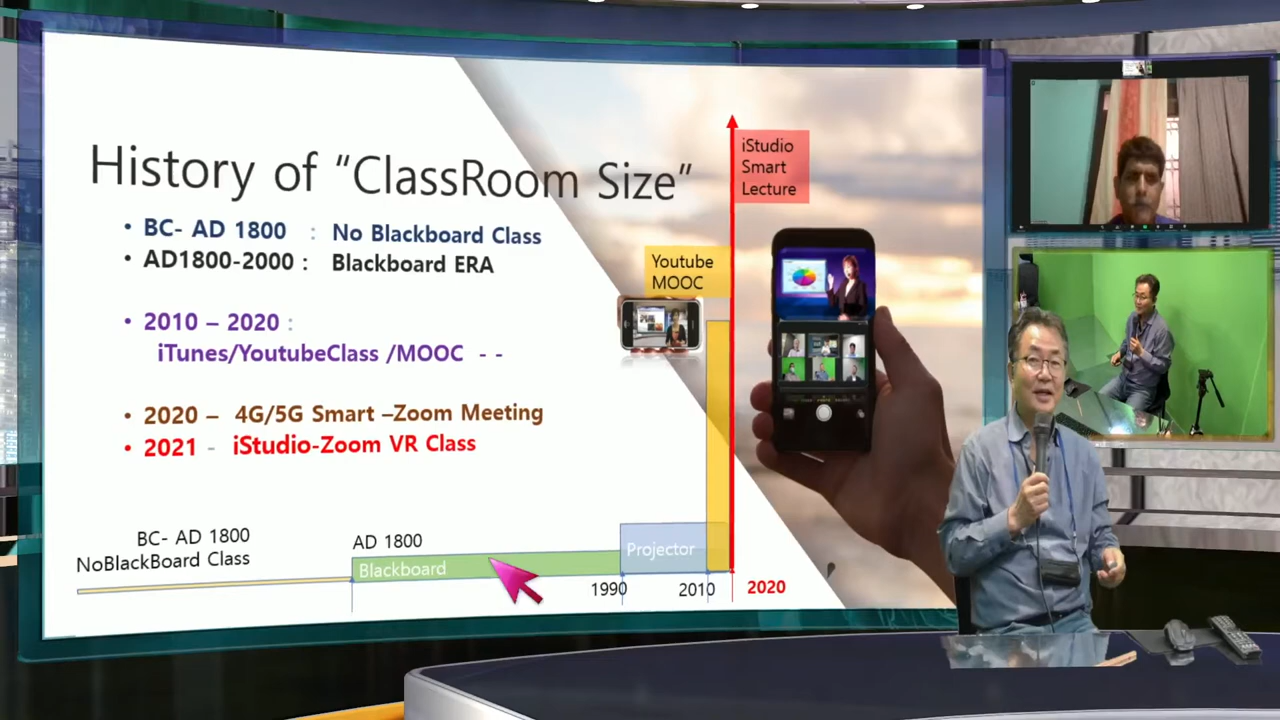 History of “ClassRoom Size”
• BC- AD 1800 : No Blackboard Class
• AD1800-2000 : Blackboard ERA
• 2010 – 2020 :
iTunes/YoutubeClass /MOOC - -
• 2020 – 4G/5G Smart –Zoom Meeting
• 2021 - iStudio-Zoom VR Class
iStudio
Smart
Lecture
Youtube
MOOC
BC- AD 1800
NoBlackBoard Class
AD 1800
Blackboard
Projector
1990
2010
2020